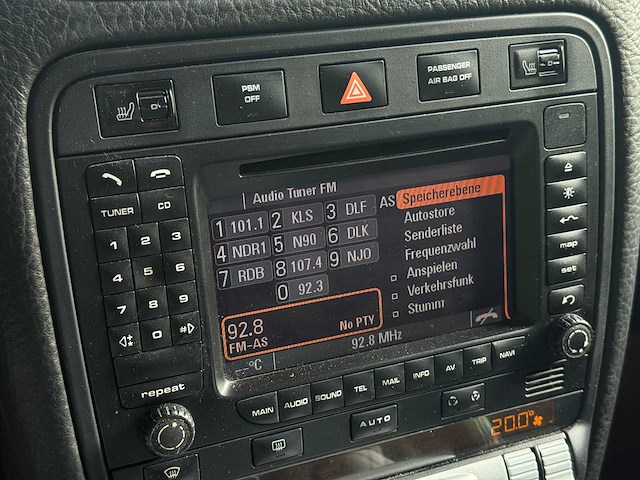 PSM OFF
PASSENGER AIR BAG OFF
TUNER CD
1 2 3
4 5 6
7 8 9
0
repeat
Audio Tuner FM
AS
1 101.1 2 KLS 3 DLF
4 NDR1 5 N90 6 DLK
7 RDB 8 107.4 9 NJO
0 92.3
92.8 No PTY
FM-AS
°C
92.8 MHz
Speicherebene
Autostore
Senderliste
Frequenzwahl
Anspielen
Verkehrsfunk
Stumm
map
set
MAIN AUDIO SOUND TEL MAIL INFO AV TRIP NAVI
AUTO
20.0°